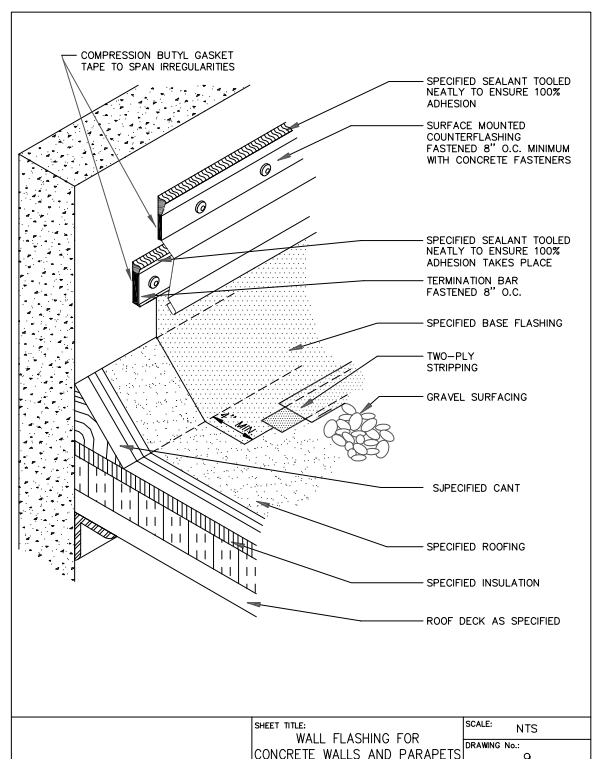 COMPRESSION BUTYL GASKET
TAPE TO SPAN IRREGULARITIES
SPECIFIED SEALANT TOOLED
NEATLY TO ENSURE 100%
ADHESION
SURFACE MOUNTED
COUNTERFLASHING
FASTENED 8" O.C. MINIMUM
WITH CONCRETE FASTENERS
SPECIFIED SEALANT TOOLED
NEATLY TO ENSURE 100%
ADHESION TAKES PLACE
TERMINATION BAR
FASTENED 8" O.C.
SPECIFIED BASE FLASHING
TWO-PLY
STRIPPING
GRAVEL SURFACING
4" MIN.
SJPECIFIED CANT
SPECIFIED ROOFING
SPECIFIED INSULATION
ROOF DECK AS SPECIFIED
SHEET TITLE:
WALL FLASHING FOR
CONCRETE WALLS AND PARAPETS
SCALE: NTS
DRAWING No.:
9